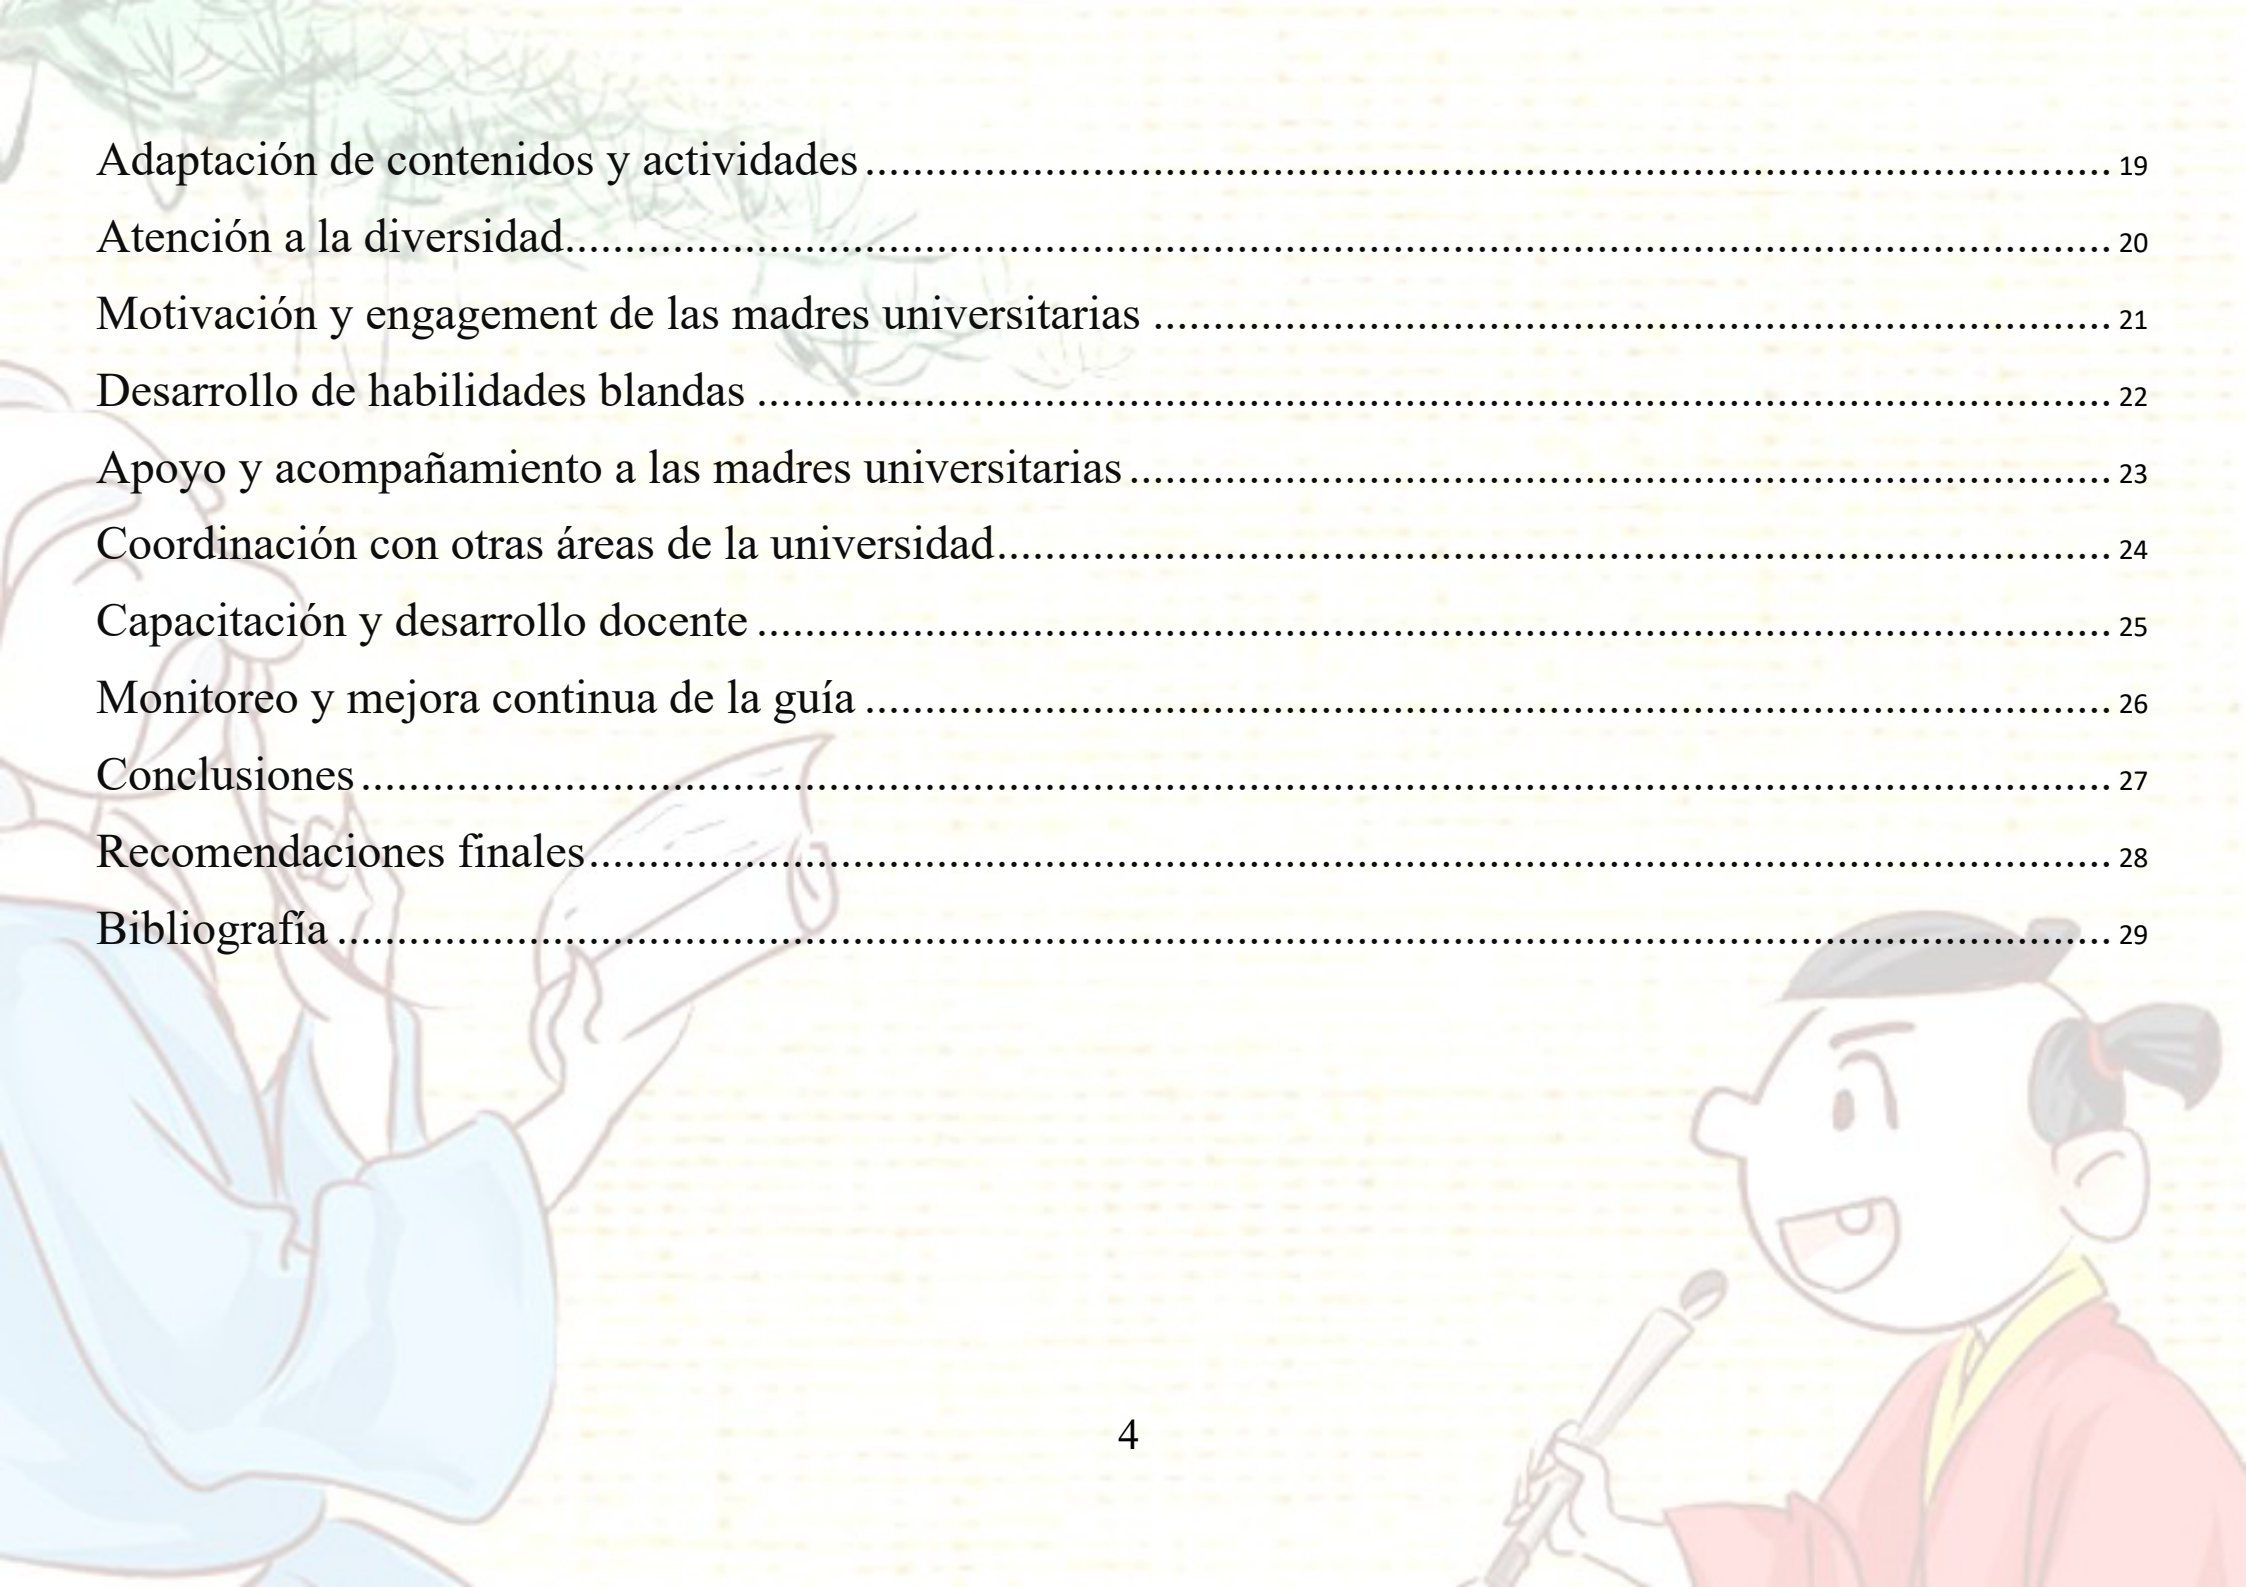 Adaptación de contenidos y actividades ........ 19
Atención a la diversidad ........ 20
Motivación y engagement de las madres universitarias ........ 21
Desarrollo de habilidades blandas ........ 22
Apoyo y acompañamiento a las madres universitarias ........ 23
Coordinación con otras áreas de la universidad ........ 24
Capacitación y desarrollo docente ........ 25
Monitoreo y mejora continua de la guía ........ 26
Conclusiones ........ 27
Recomendaciones finales ........ 28
Bibliografía ........ 29
4